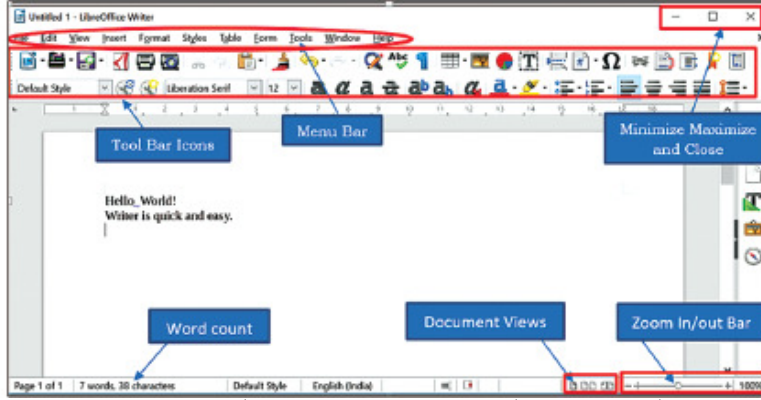 Untitled 1 - LibreOffice Writer
File Edit View Insert Format Styles Table Form Tools Window Help
Default Style Liberation Serif 12
Tool Bar Icons
Menu Bar
Minimize Maximize
and Close
Hello_World!
Writer is quick and easy.
Word count
Document Views
Zoom In/out Bar
Page 1 of 1 7 words, 38 characters Default Style English (India) 100%